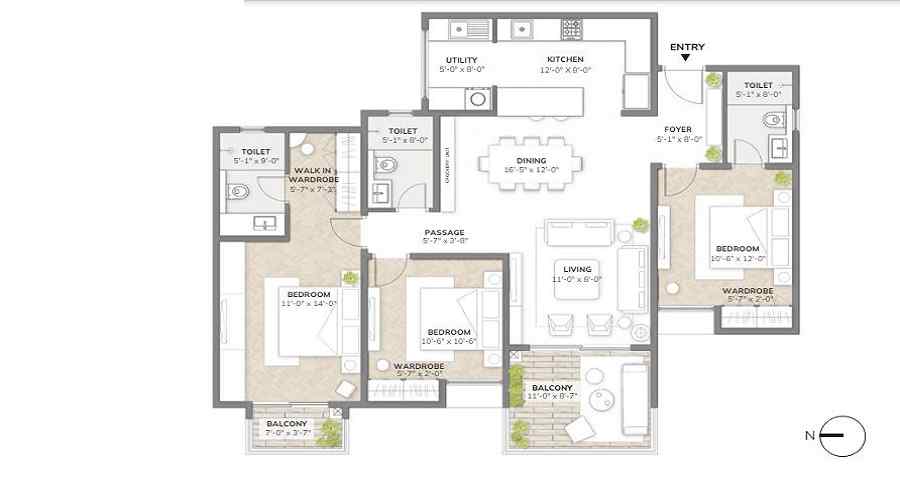 ENTRY
UTILITY
5'-0" x 8'-0"
KITCHEN
12'-0" X 8'-0"
TOILET
5'-1" x 8'-0"
FOYER
5'-1" x 8'-0"
TOILET
5'-1" x 8'-0"
TOILET
5'-1" x 9'-0"
WALK IN
WARDROBE
5'-7" x 7'-3"
DINING
16'-5" x 12'-0"
PASSAGE
5'-7" x 3'-8"
BEDROOM
10'-6" x 12'-0"
WARDROBE
5'-7" x 2'-0"
LIVING
11'-0" x 8'-0"
BEDROOM
11'-0" x 14'-0"
BEDROOM
10'-6" x 10'-6"
WARDROBE
5'-7" x 2'-0"
BALCONY
11'-0" x 8'-7"
BALCONY
7'-0" x 3'-7"
N